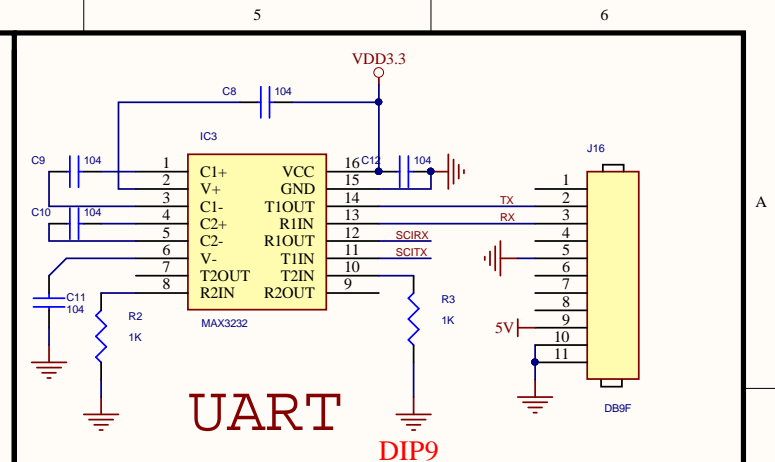 5
6
VDD3.3
C8
104
IC3
J16
C9
104
1
C1+
VCC
16
C12
104
2
V+
GND
15
1
3
C1-
T1OUT
14
TX
2
A
C10
104
4
C2+
R1IN
13
RX
3
5
C2-
R1OUT
12
SCIRX
4
6
V-
T1IN
11
SCITX
5
7
T2OUT
T2IN
10
6
8
R2IN
R2OUT
9
7
C11
104
R3
8
R2
MAX3232
1K
5V
9
1K
10
11
UART
DB9F
DIP9